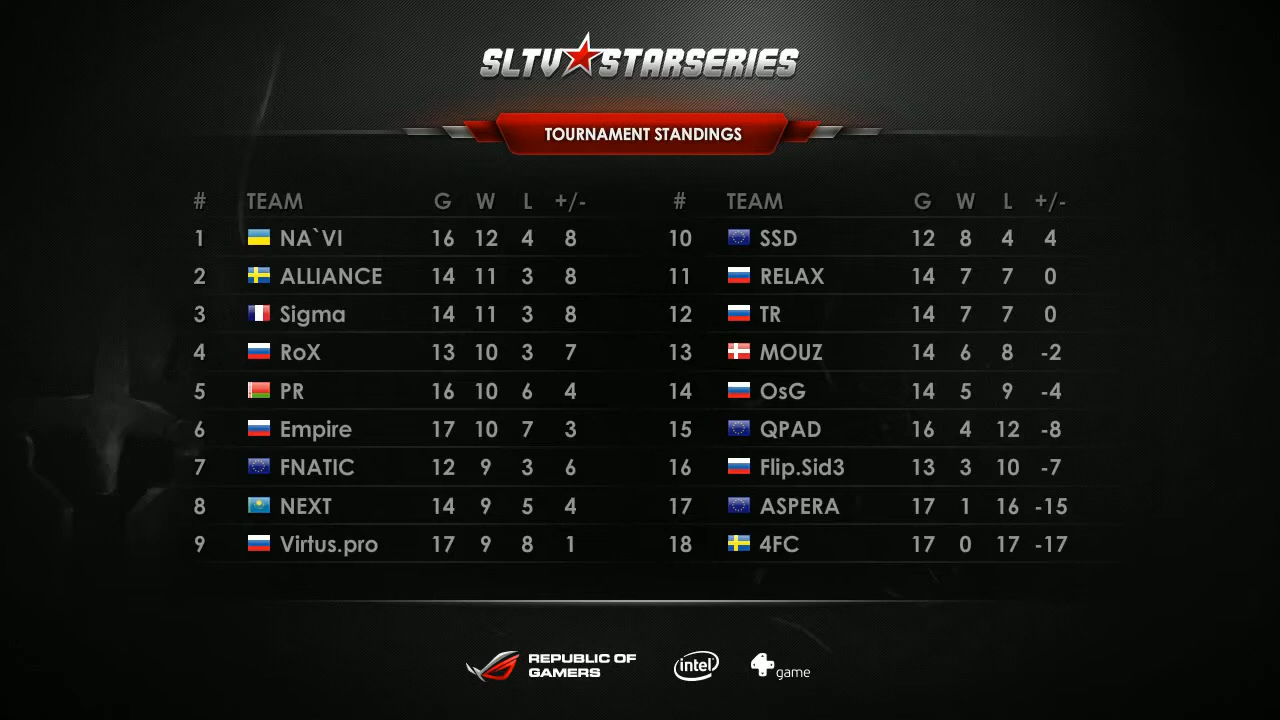 SLTV STARSERIES
TOURNAMENT STANDINGS
# TEAM G W L +/-
1 NA`VI 16 12 4 8
2 ALLIANCE 14 11 3 8
3 Sigma 14 11 3 8
4 RoX 13 10 3 7
5 PR 16 10 6 4
6 Empire 17 10 7 3
7 FNATIC 12 9 3 6
8 NEXT 14 9 5 4
9 Virtus.pro 17 9 8 1
# TEAM G W L +/-
10 SSD 12 8 4 4
11 RELAX 14 7 7 0
12 TR 14 7 7 0
13 MOUZ 14 6 8 -2
14 OsG 14 5 9 -4
15 QPAD 16 4 12 -8
16 Flip.Sid3 13 3 10 -7
17 ASPERA 17 1 16 -15
18 4FC 17 0 17 -17
REPUBLIC OF
GAMERS
intel
4game